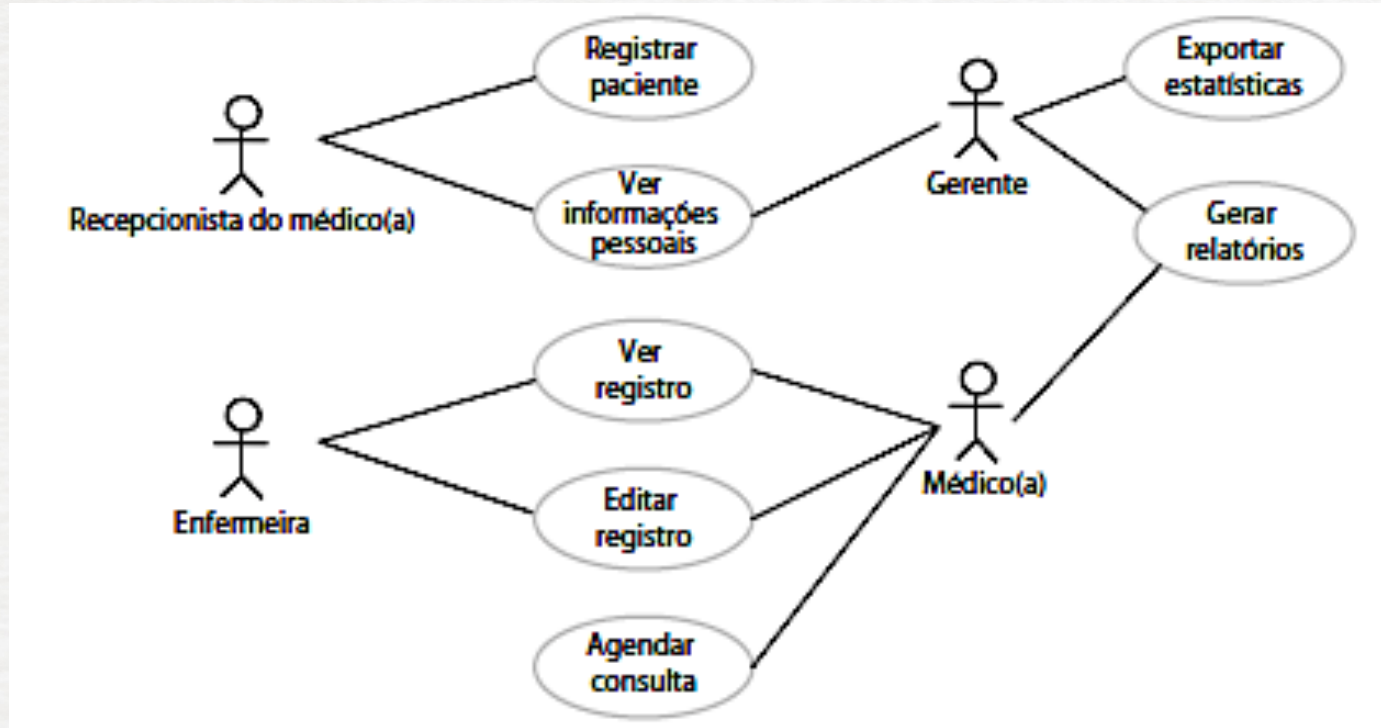 Registrar
paciente
Exportar
estatísticas
Recepcionista do médico(a)
Ver
informações
pessoais
Gerente
Gerar
relatórios
Ver
registro
Enfermeira
Editar
registro
Médico(a)
Agendar
consulta